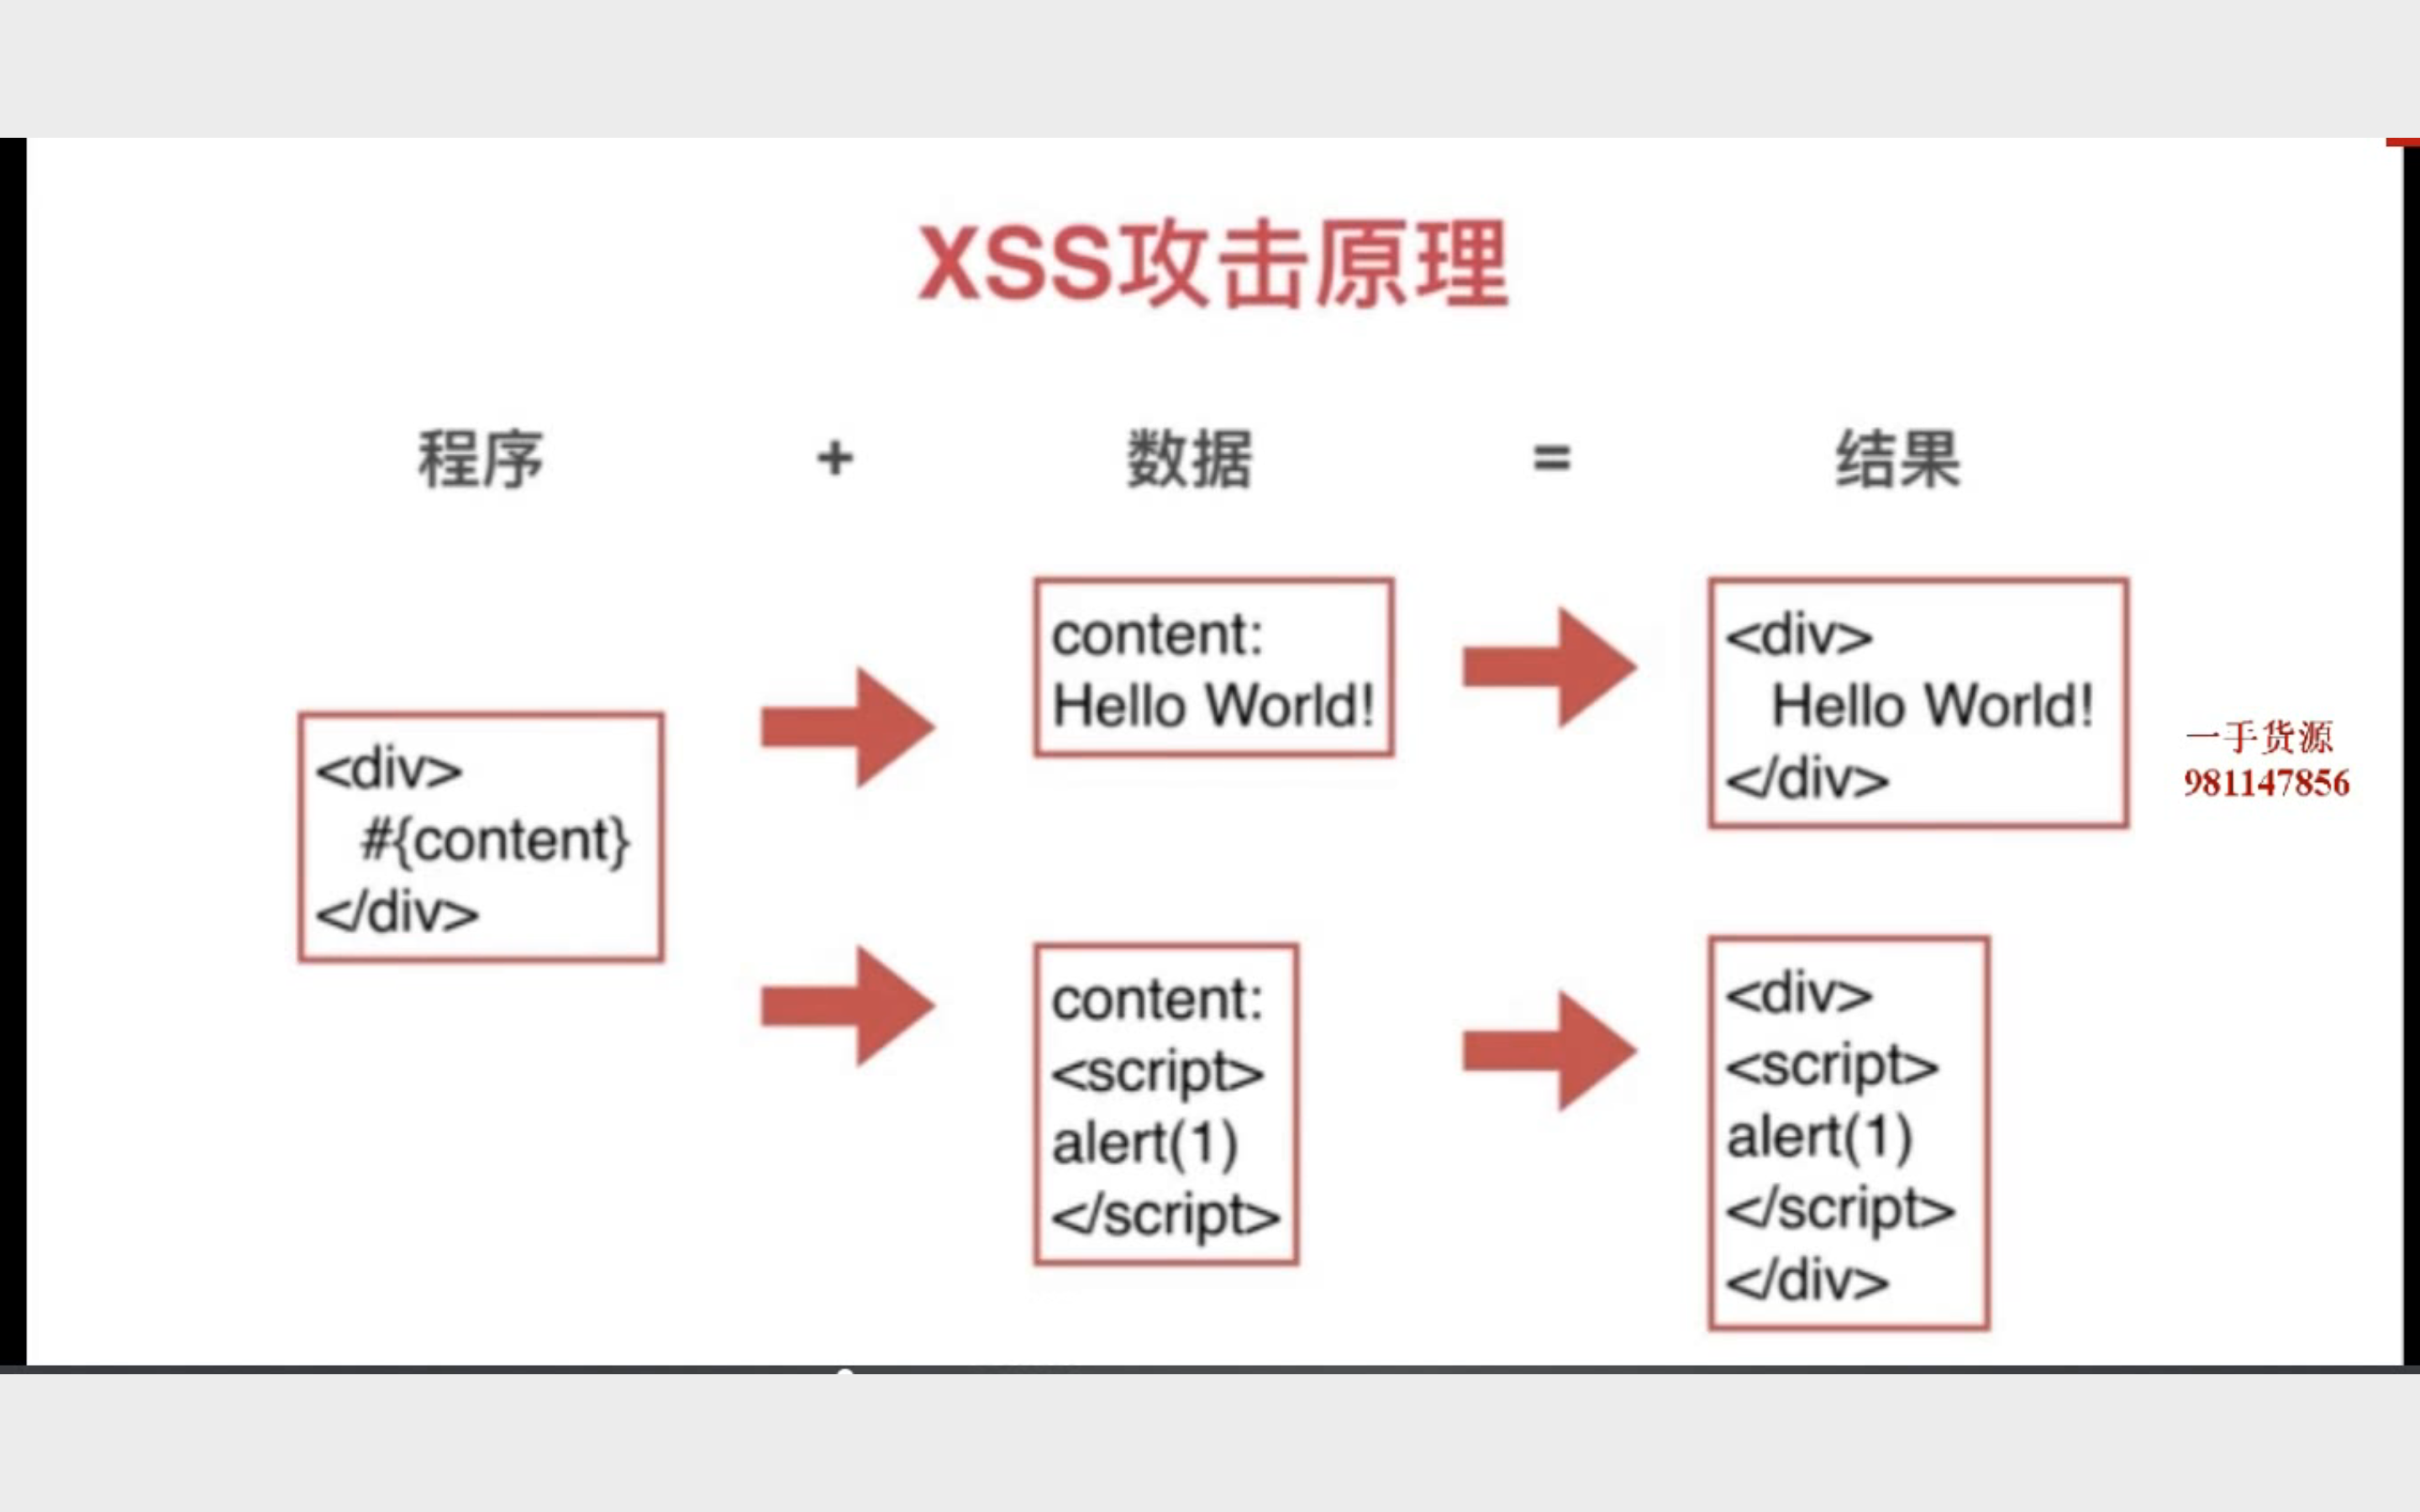 XSS攻击原理
程序 + 数据 = 结果
<div>
#{content}
</div>
content:
Hello World!
<div>
Hello World!
</div>
content:
<script>
alert(1)
</script>
<div>
<script>
alert(1)
</script>
</div>
一手货源
981147856